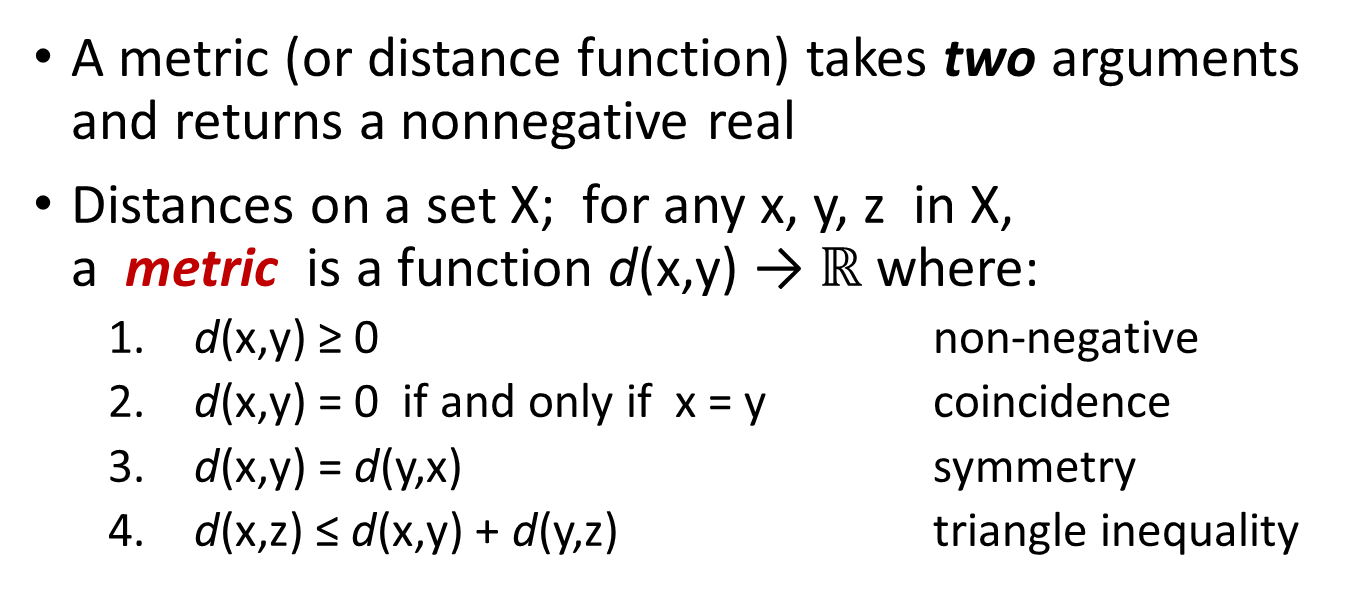 • A metric (or distance function) takes two arguments
and returns a nonnegative real
• Distances on a set X;  for any x, y, z  in X,
a  metric  is a function d(x,y) → ℝ where:
1. d(x,y) ≥ 0 non-negative
2. d(x,y) = 0  if and only if  x = y coincidence
3. d(x,y) = d(y,x) symmetry
4. d(x,z) ≤ d(x,y) + d(y,z) triangle inequality